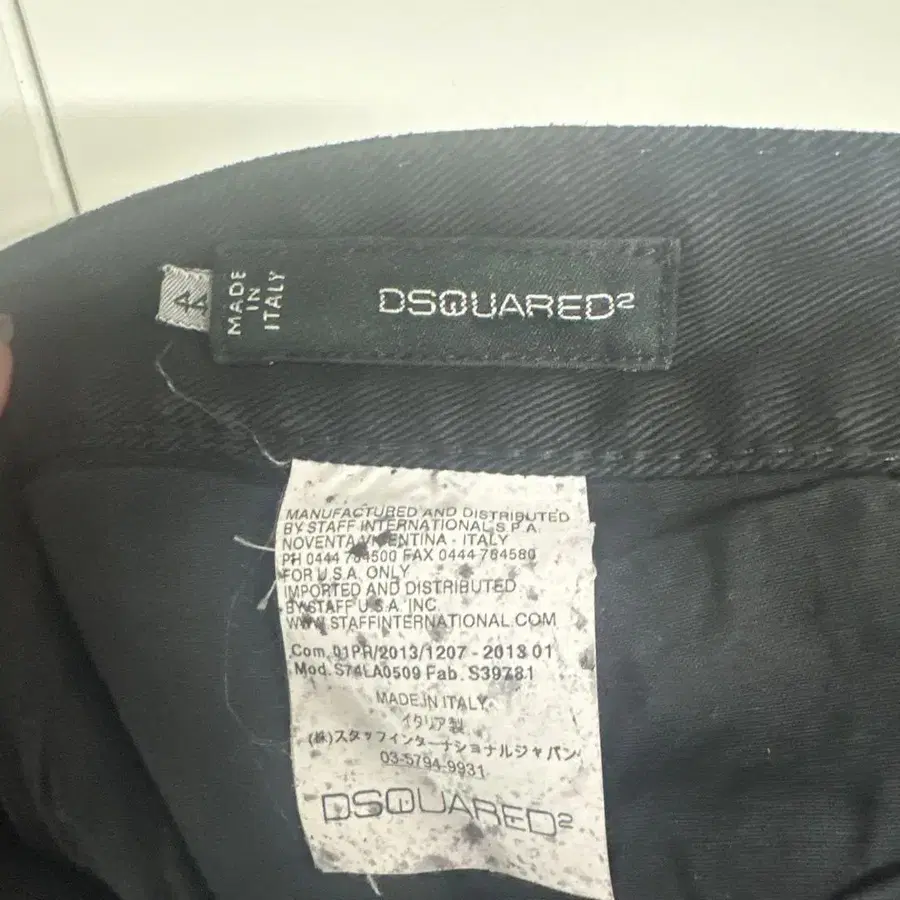 44
MADE
IN
ITALY
DSQUARED2
MANUFACTURED AND DISTRIBUTED
BY STAFF INTERNATIONAL S.P.A
NOVENTA VICENTINA - ITALY
PH 0444 784500 FAX 0444 784580
FOR U.S.A. ONLY
IMPORTED AND DISTRIBUTED
BY STAFF U.S.A. INC.
WWW.STAFFINTERNATIONAL.COM
Com. 01PR/2013/1207 - 2013 01
Mod. S74LA0509 Fab. S39781
MADE IN ITALY
イタリア製
(株)スタッフインターナショナルジャパン
03-5794-9931
DSQUARED2